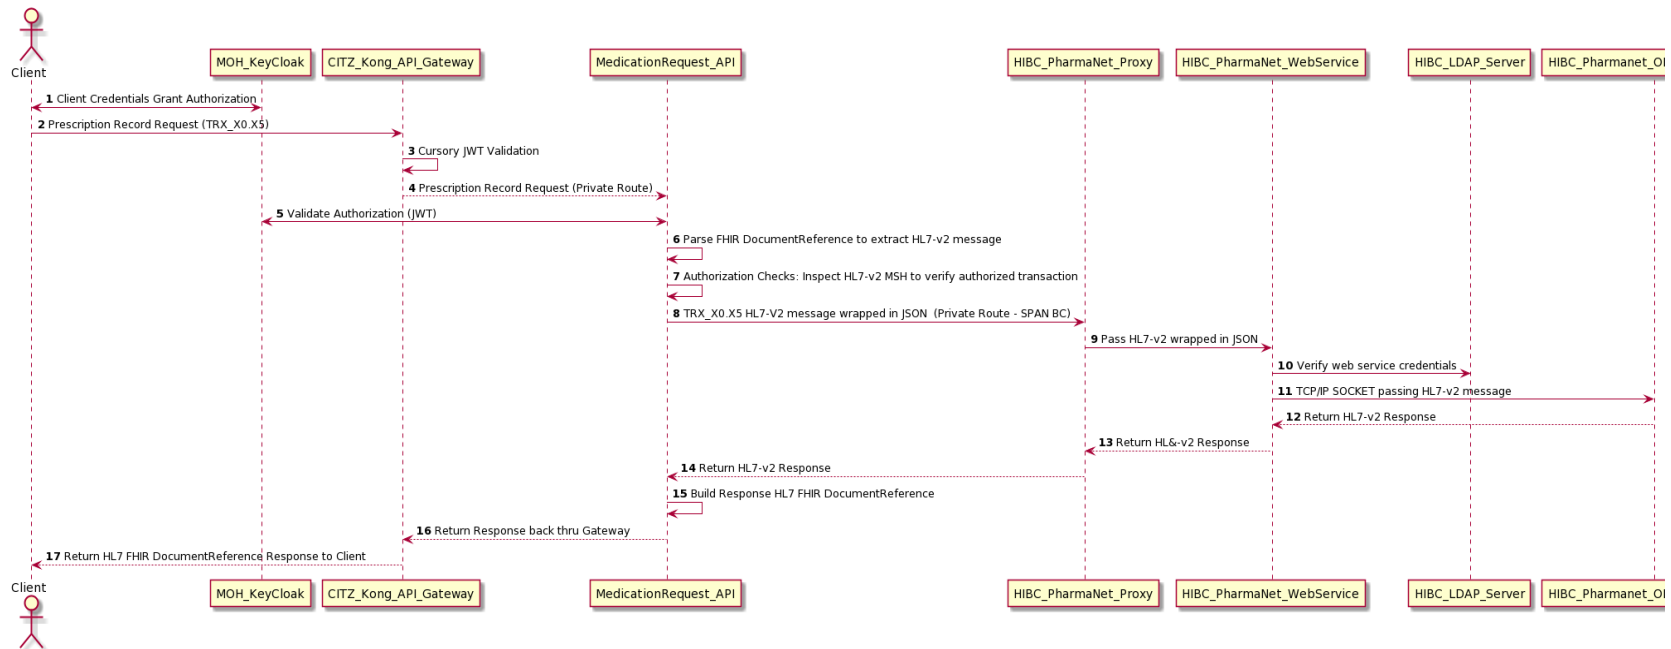 Client
MOH_KeyCloak
CITZ_Kong_API_Gateway
MedicationRequest_API
HIBC_PharmaNet_Proxy
HIBC_PharmaNet_WebService
HIBC_LDAP_Server
HIBC_Pharmanet_
1 Client Credentials Grant Authorization
2 Prescription Record Request (TRX_X0.X5)
3 Cursory JWT Validation
4 Prescription Record Request (Private Route)
5 Validate Authorization (JWT)
6 Parse FHIR DocumentReference to extract HL7-v2 message
7 Authorization Checks: Inspect HL7-v2 MSH to verify authorized transaction
8 TRX_X0.X5 HL7-V2 message wrapped in JSON (Private Route - SPAN BC)
9 Pass HL7-v2 wrapped in JSON
10 Verify web service credentials
11 TCP/IP SOCKET passing HL7-v2 message
12 Return HL7-v2 Response
13 Return HL&-v2 Response
14 Return HL7-v2 Response
15 Build Response HL7 FHIR DocumentReference
16 Return Response back thru Gateway
17 Return HL7 FHIR DocumentReference Response to Client
Client
MOH_KeyCloak
CITZ_Kong_API_Gateway
MedicationRequest_API
HIBC_PharmaNet_Proxy
HIBC_PharmaNet_WebService
HIBC_LDAP_Server
HIBC_Pharmanet_